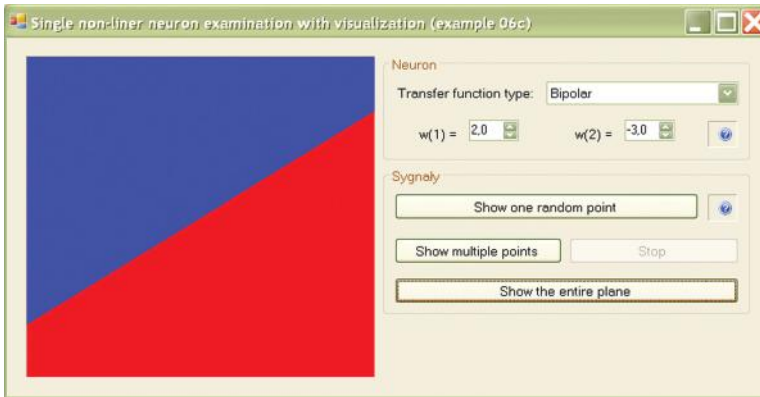 Single non-liner neuron examination with visualization (example 06c)
Neuron
Transfer function type: Bipolar
w(1) = 2,0 w(2) = -3,0
Sygnały
Show one random point
Show multiple points Stop
Show the entire plane